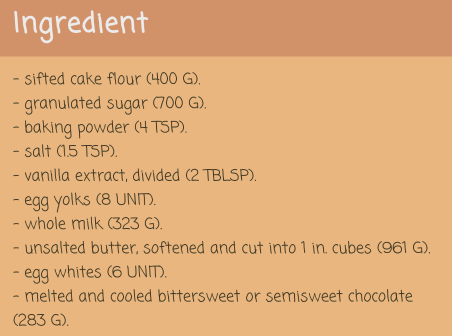 Ingredient
- sifted cake flour (400 G).
- granulated sugar (700 G).
- baking powder (4 TSP).
- salt (1.5 TSP).
- vanilla extract, divided (2 TBLSP).
- egg yolks (8 UNIT).
- whole milk (323 G).
- unsalted butter, softened and cut into 1 in. cubes (961 G).
- egg whites (6 UNIT).
- melted and cooled bittersweet or semisweet chocolate
(283 G).